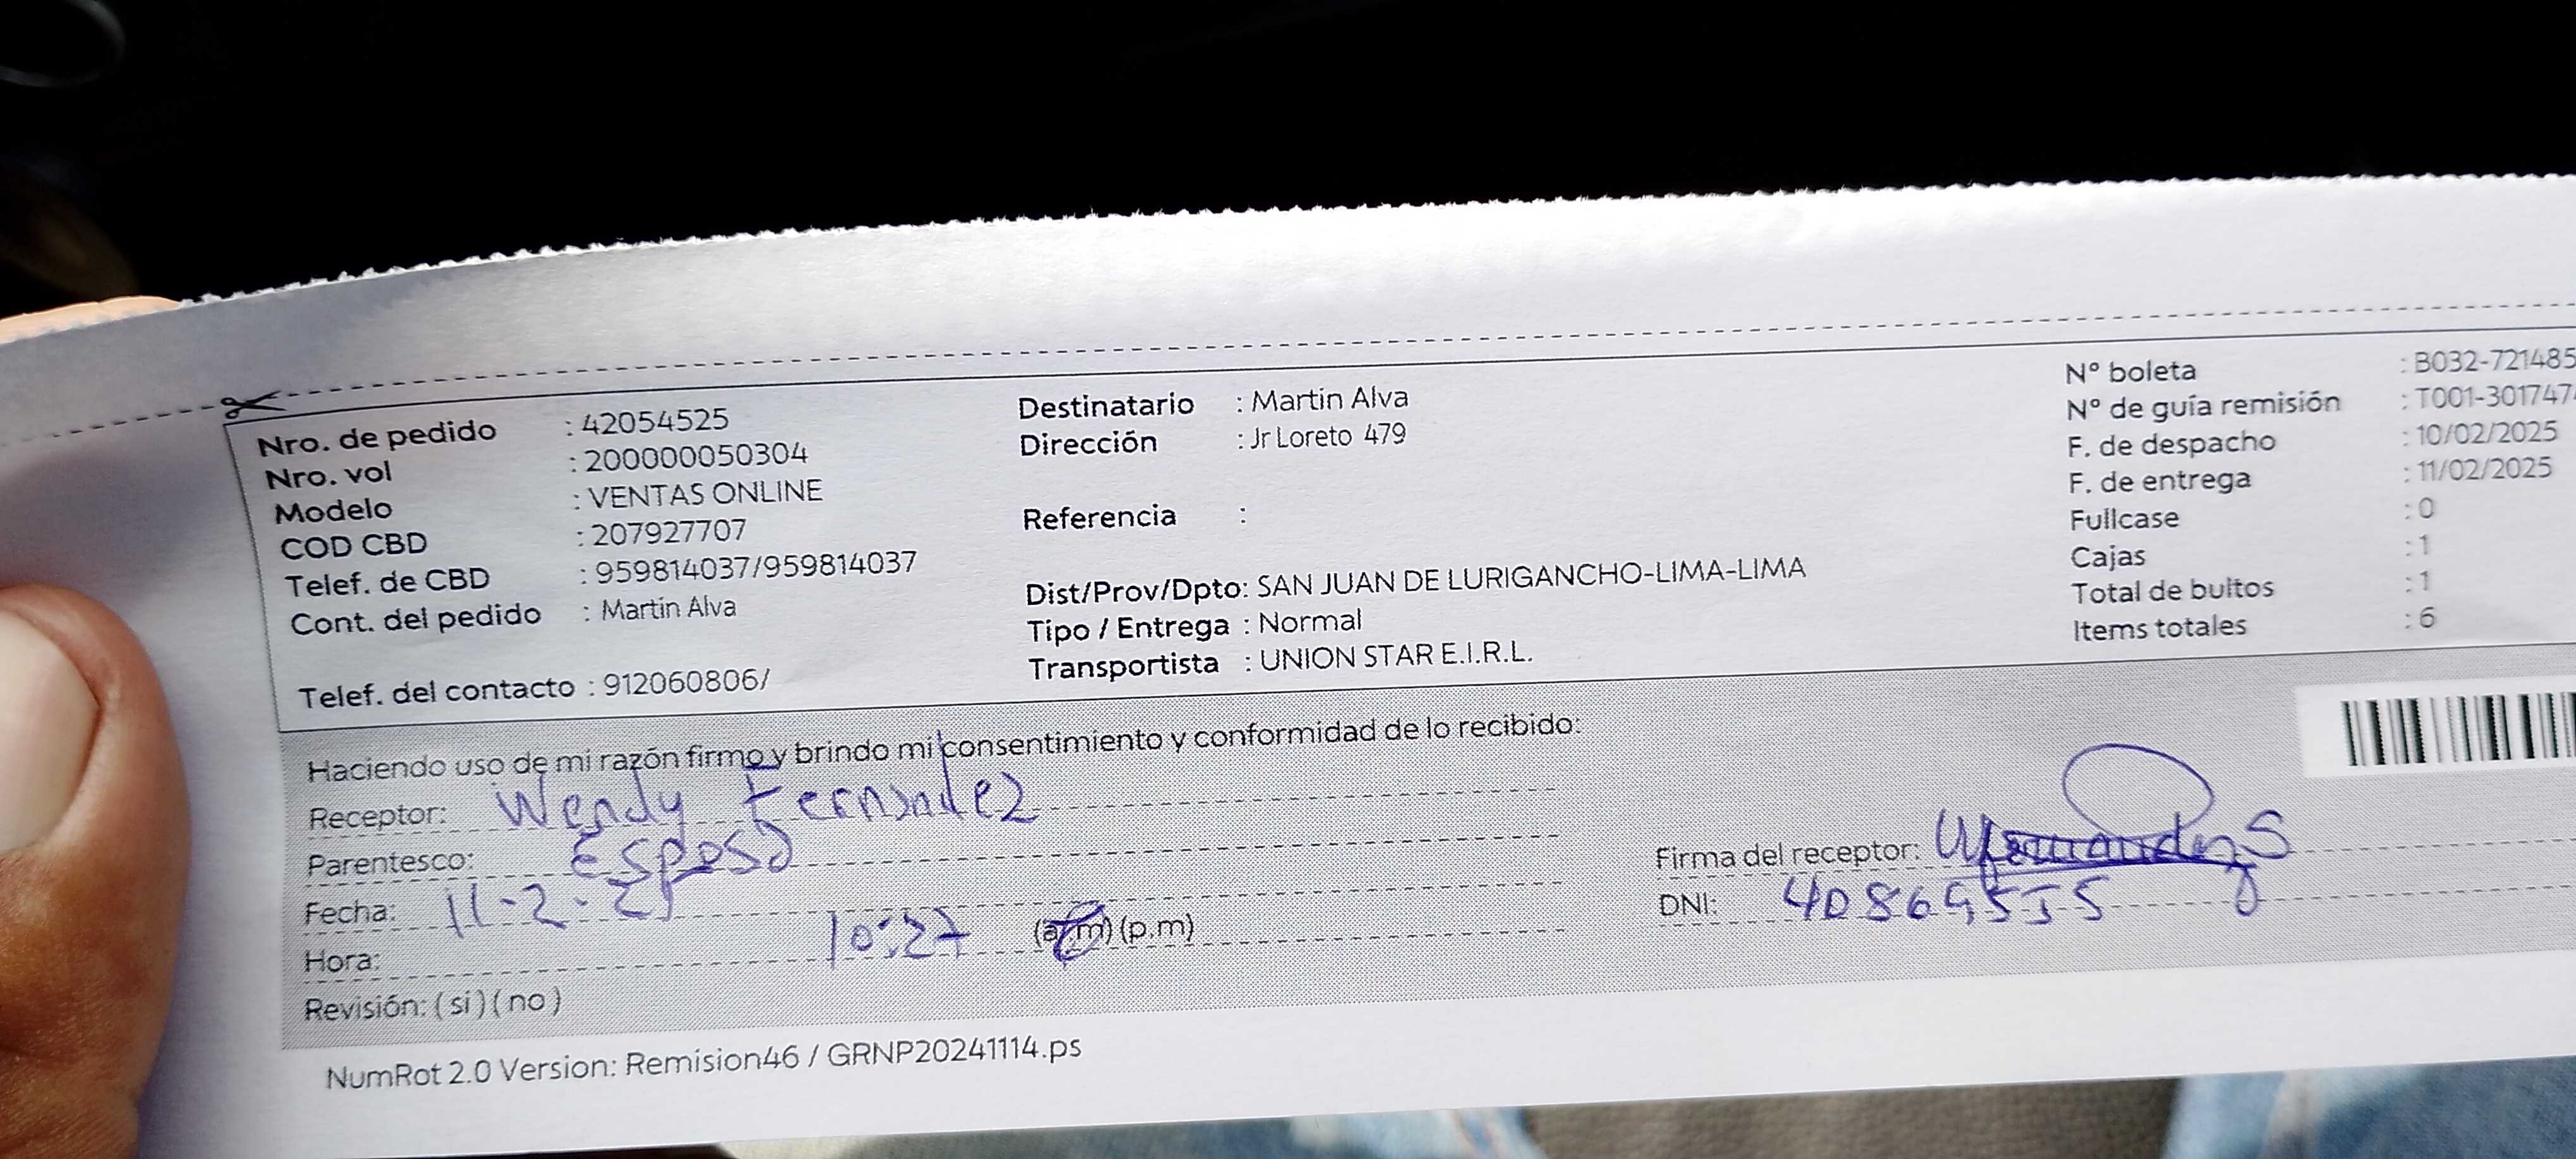 Nro. de pedido : 42054525
Nro. vol : 200000050304
Modelo : VENTAS ONLINE
COD CBD : 207927707
Telef. de CBD : 959814037/959814037
Cont. del pedido : Martin Alva
Telef. del contacto : 912060806/
Destinatario : Martin Alva
Dirección : Jr Loreto 479
Referencia :
Dist/Prov/Dpto: SAN JUAN DE LURIGANCHO-LIMA-LIMA
Tipo / Entrega : Normal
Transportista : UNION STAR E.I.R.L.
N° boleta : B032-721485
N° de guía remisión : T001-301747
F. de despacho : 10/02/2025
F. de entrega : 11/02/2025
Fullcase : 0
Cajas : 1
Total de bultos : 1
Items totales : 6
Haciendo uso de mi razón firmo y brindo mi consentimiento y conformidad de lo recibido:
Receptor: Wendy Fernandez
Parentesco: Esposa
Fecha: 11-2-25
Hora: 10:27 (a.m) (p.m)
Revisión: ( si ) ( no )
Firma del receptor:
DNI:
NumRot 2.0 Version: Remision46 / GRNP20241114.ps